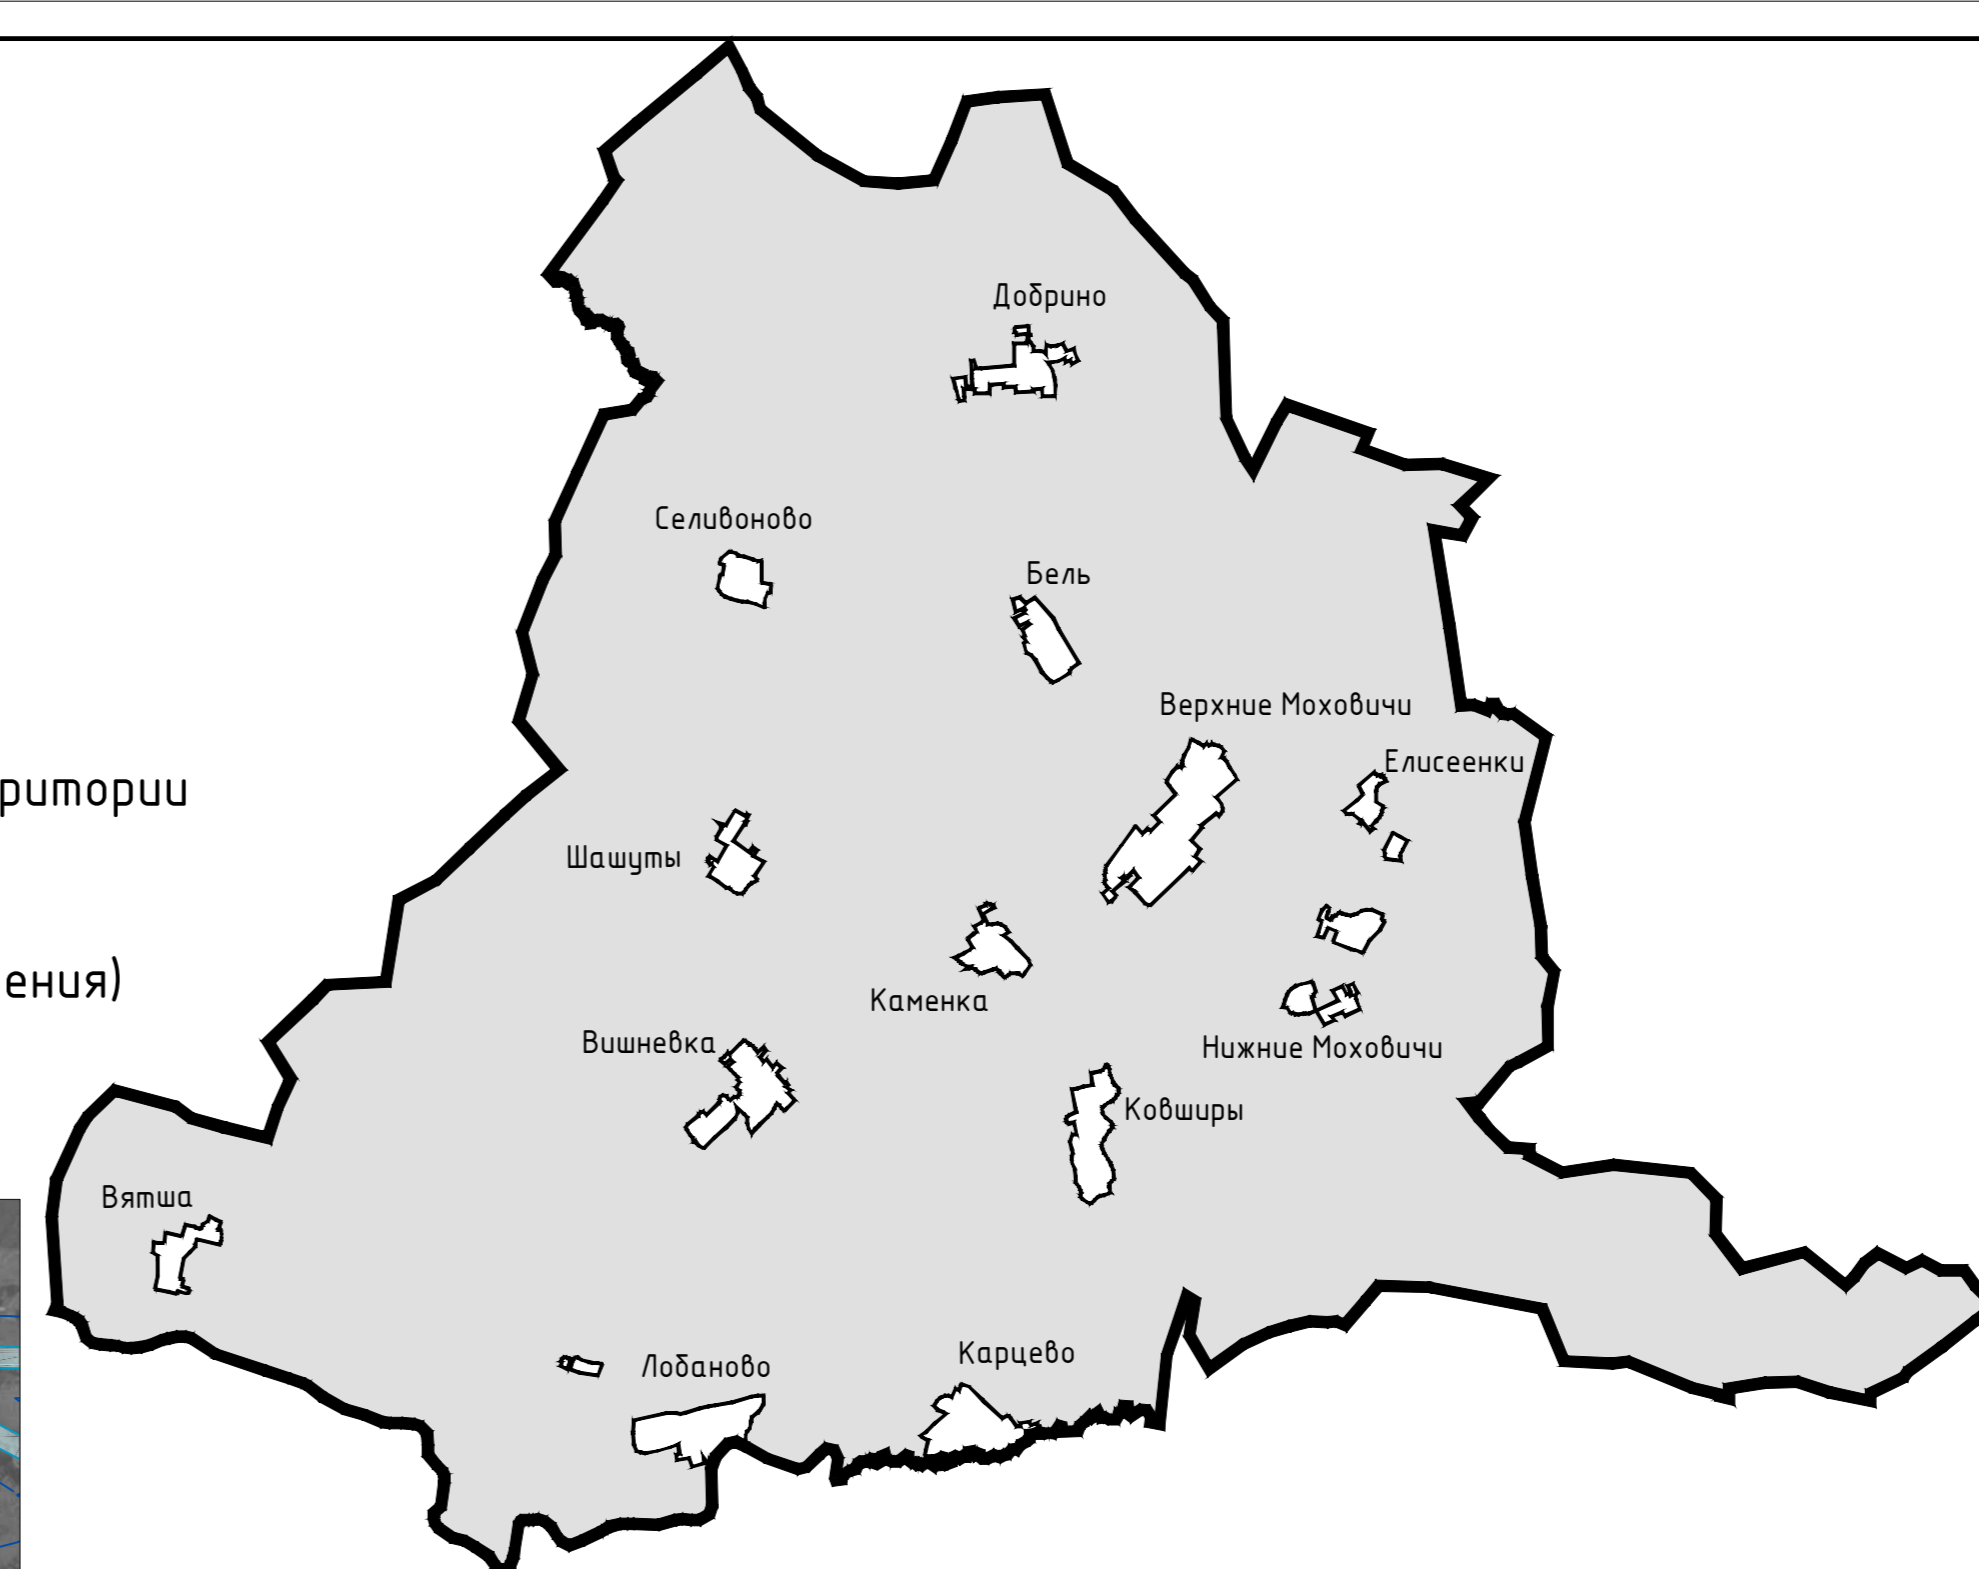 Добрино
Селивоново
Бель
Верхние Моховичи
Елисеенки
ритории
Шашуты
ения)
Каменка
Вишневка
Нижние Моховичи
Ковширы
Вятша
Лобаново
Карцево